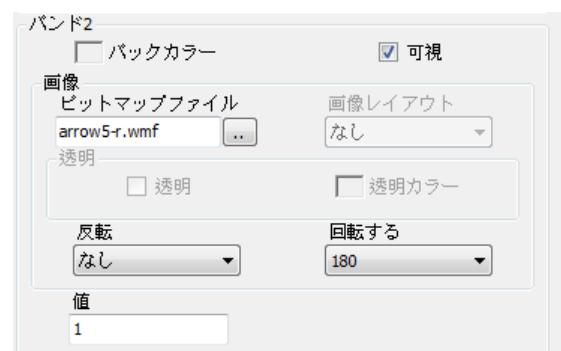 バンド2
バックカラー
可視
画像
ビットマップファイル
画像レイアウト
arrow5-r.wmf
..
なし
透明
透明
透明カラー
反転
回転する
なし
180
値
1